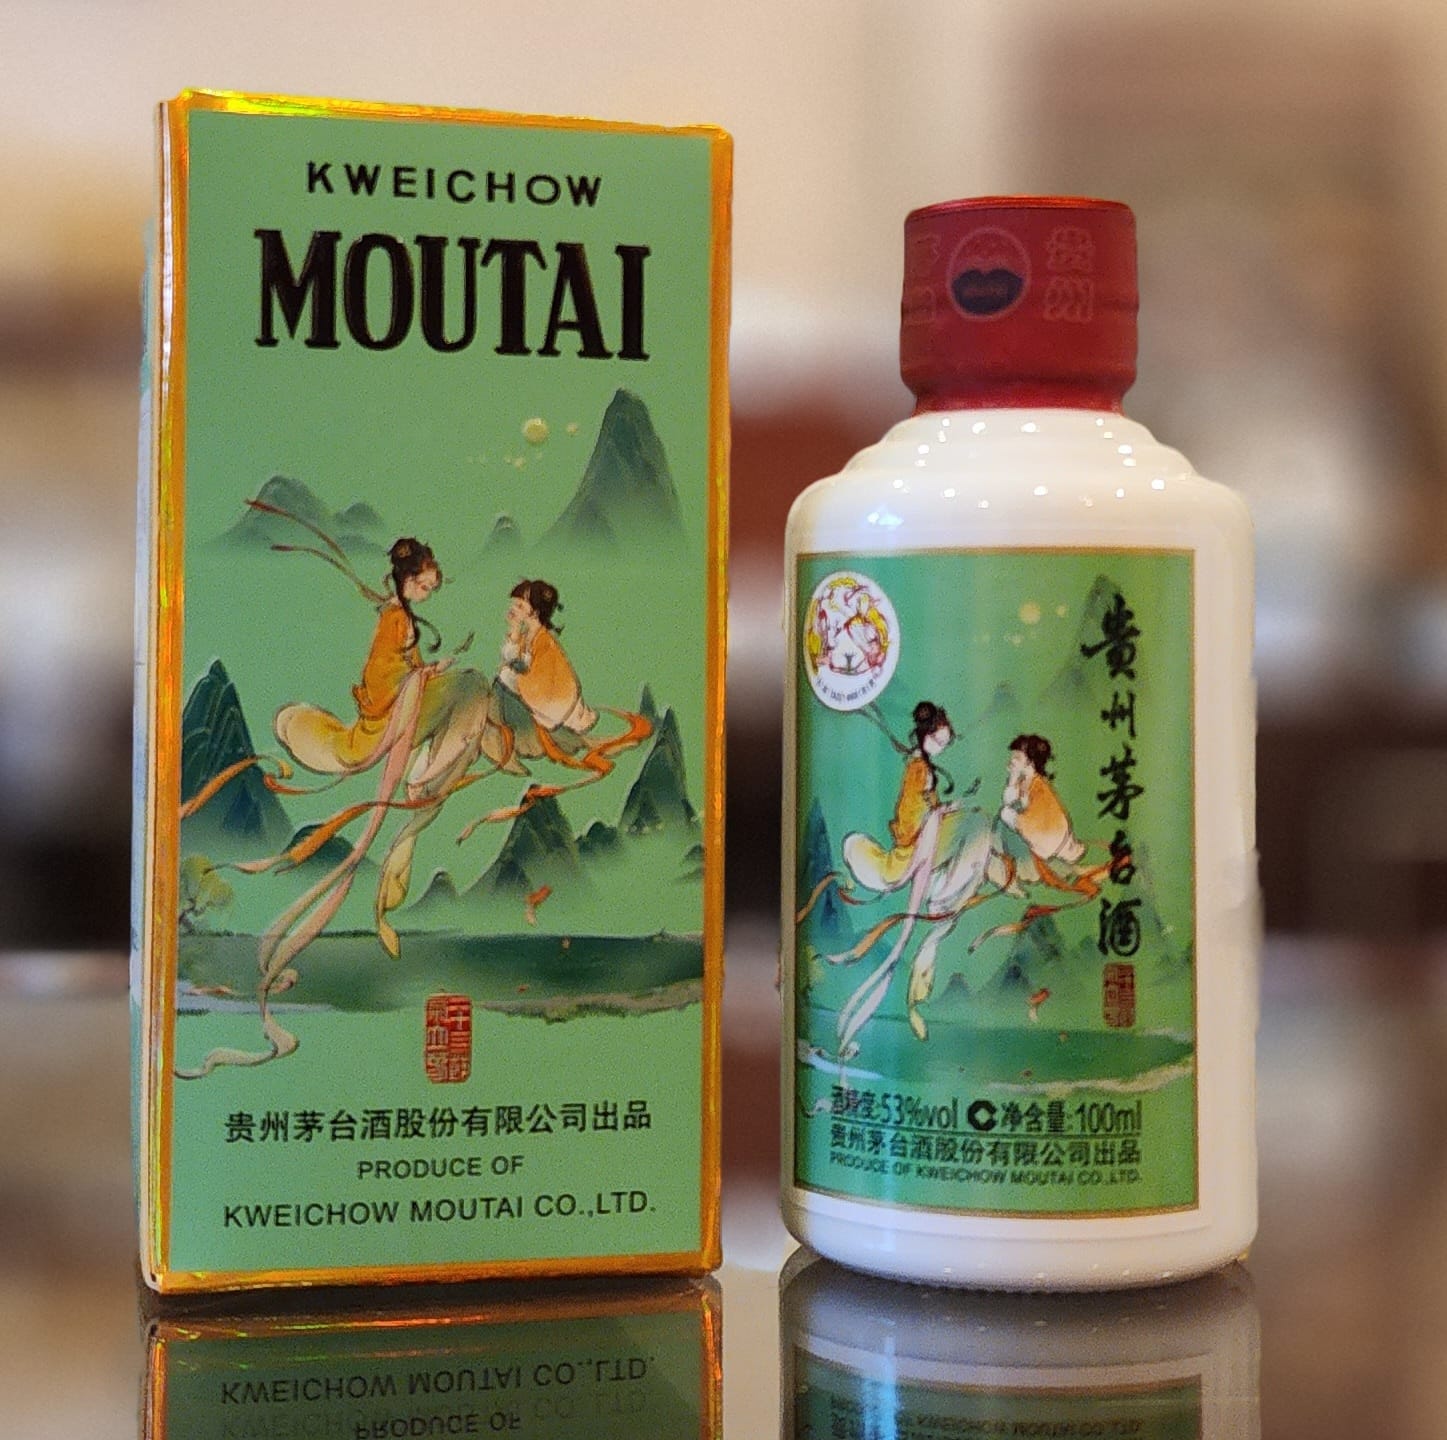 KWEICHOW
MOUTAI
贵州茅台酒股份有限公司出品
PRODUCE OF
KWEICHOW MOUTAI CO.,LTD.
贵州
貴州茅台酒
酒精度:53%vol 净含量:100ml
贵州茅台酒股份有限公司出品
PRODUCE OF KWEICHOW MOUTAI CO.,LTD.